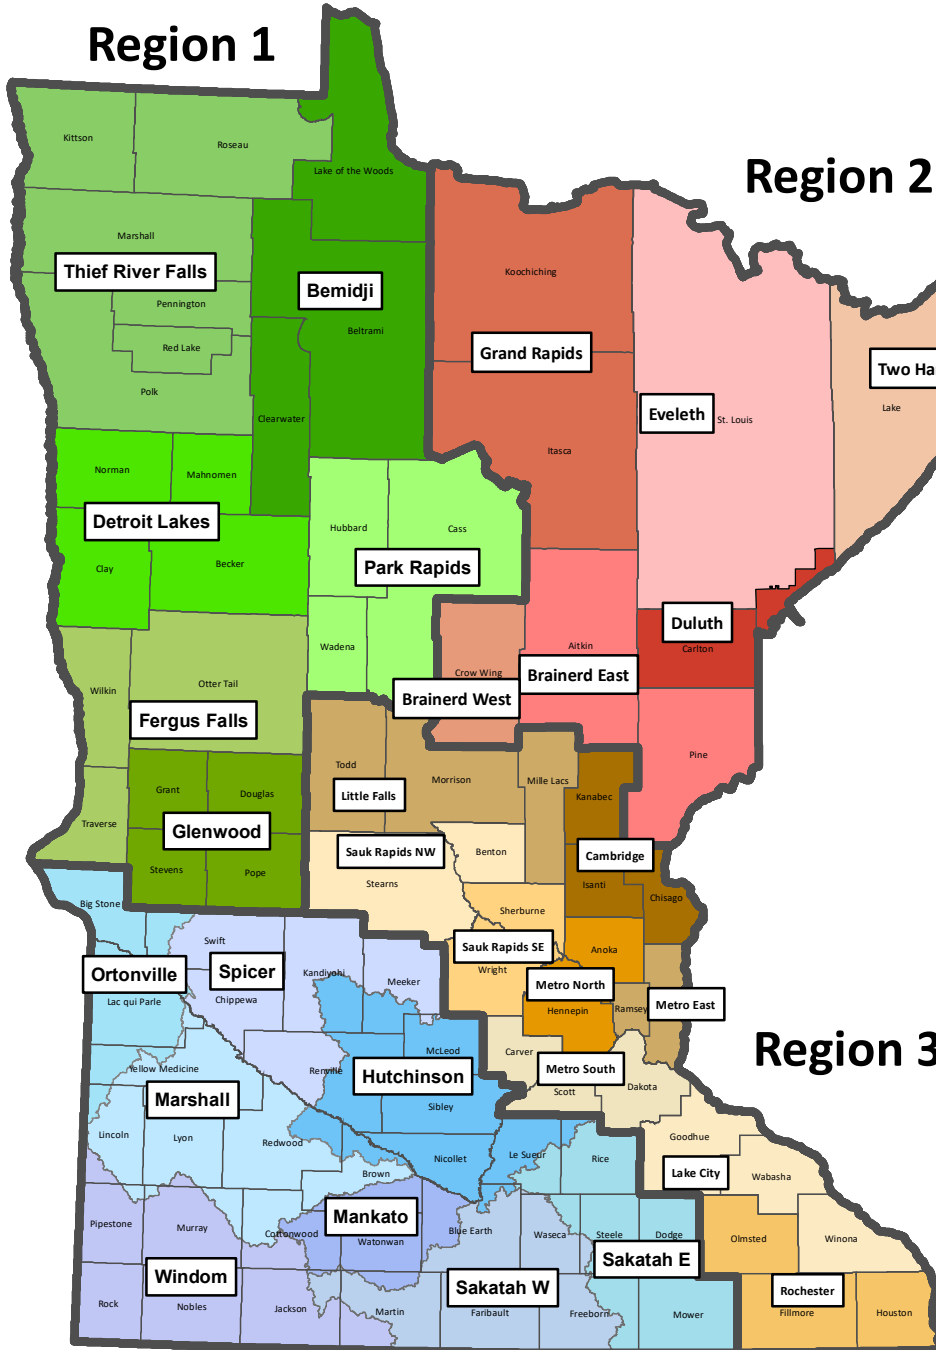 Region 1
Region 2
Kittson
Roseau
Lake of the Woods
Marshall
Thief River Falls
Pennington
Red Lake
Polk
Bemidji
Beltrami
Clearwater
Koochiching
Grand Rapids
Itasca
Eveleth
St. Louis
Two Ha
Lake
Norman
Mahnomen
Detroit Lakes
Clay
Becker
Hubbard
Cass
Park Rapids
Wadena
Duluth
Carlton
Aitkin
Brainerd East
Crow Wing
Brainerd West
Pine
Wilkin
Otter Tail
Fergus Falls
Traverse
Grant
Douglas
Glenwood
Stevens
Pope
Todd
Morrison
Mille Lacs
Kanabec
Little Falls
Sauk Rapids NW
Benton
Stearns
Cambridge
Isanti
Chisago
Sherburne
Sauk Rapids SE
Wright
Anoka
Metro North
Hennepin
Ramsey
Metro East
Region 3
Carver
Metro South
Scott
Dakota
Big Stone
Swift
Ortonville
Spicer
Kandiyohi
Meeker
Lac qui Parle
Chippewa
Yellow Medicine
Renville
McLeod
Hutchinson
Sibley
Marshall
Lincoln
Lyon
Redwood
Brown
Nicollet
Le Sueur
Rice
Goodhue
Lake City
Wabasha
Pipestone
Murray
Cottonwood
Mankato
Watonwan
Blue Earth
Waseca
Steele
Dodge
Sakatah E
Olmsted
Winona
Windom
Rock
Nobles
Jackson
Martin
Sakatah W
Faribault
Freeborn
Mower
Rochester
Fillmore
Houston